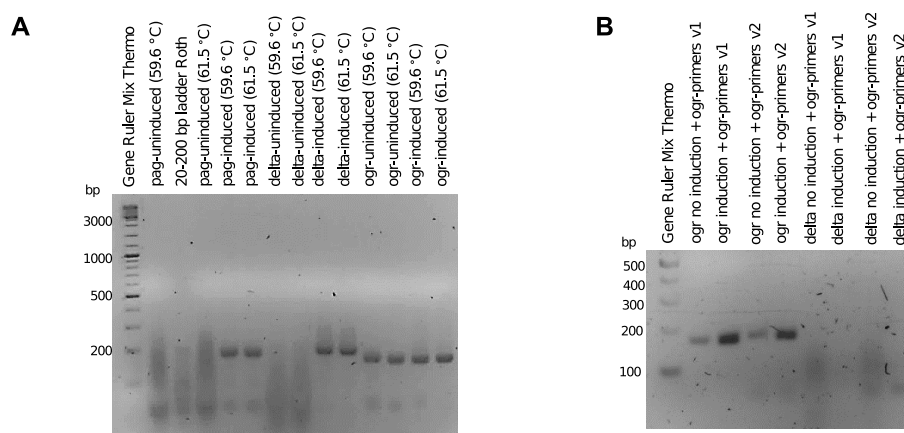 A
Gene Ruler Mix Thermo
pag-uninduced (59.6 °C)
20-200 bp ladder Roth
pag-uninduced (61.5 °C)
pag-induced (59.6 °C)
pag-induced (61.5 °C)
delta-uninduced (59.6 °C)
delta-uninduced (61.5 °C)
delta-induced (59.6 °C)
delta-induced (61.5 °C)
ogr-uninduced (59.6 °C)
ogr-uninduced (61.5 °C)
ogr-induced (59.6 °C)
ogr-induced (61.5 °C)
bp
3000
1000
500
200
B
Gene Ruler Mix Thermo
ogr no induction + ogr-primers v1
ogr induction + ogr-primers v1
ogr no induction + ogr-primers v2
ogr induction + ogr-primers v2
delta no induction + ogr-primers v1
delta induction + ogr-primers v1
delta no induction + ogr-primers v2
delta induction + ogr-primers v2
bp
500
400
300
200
100